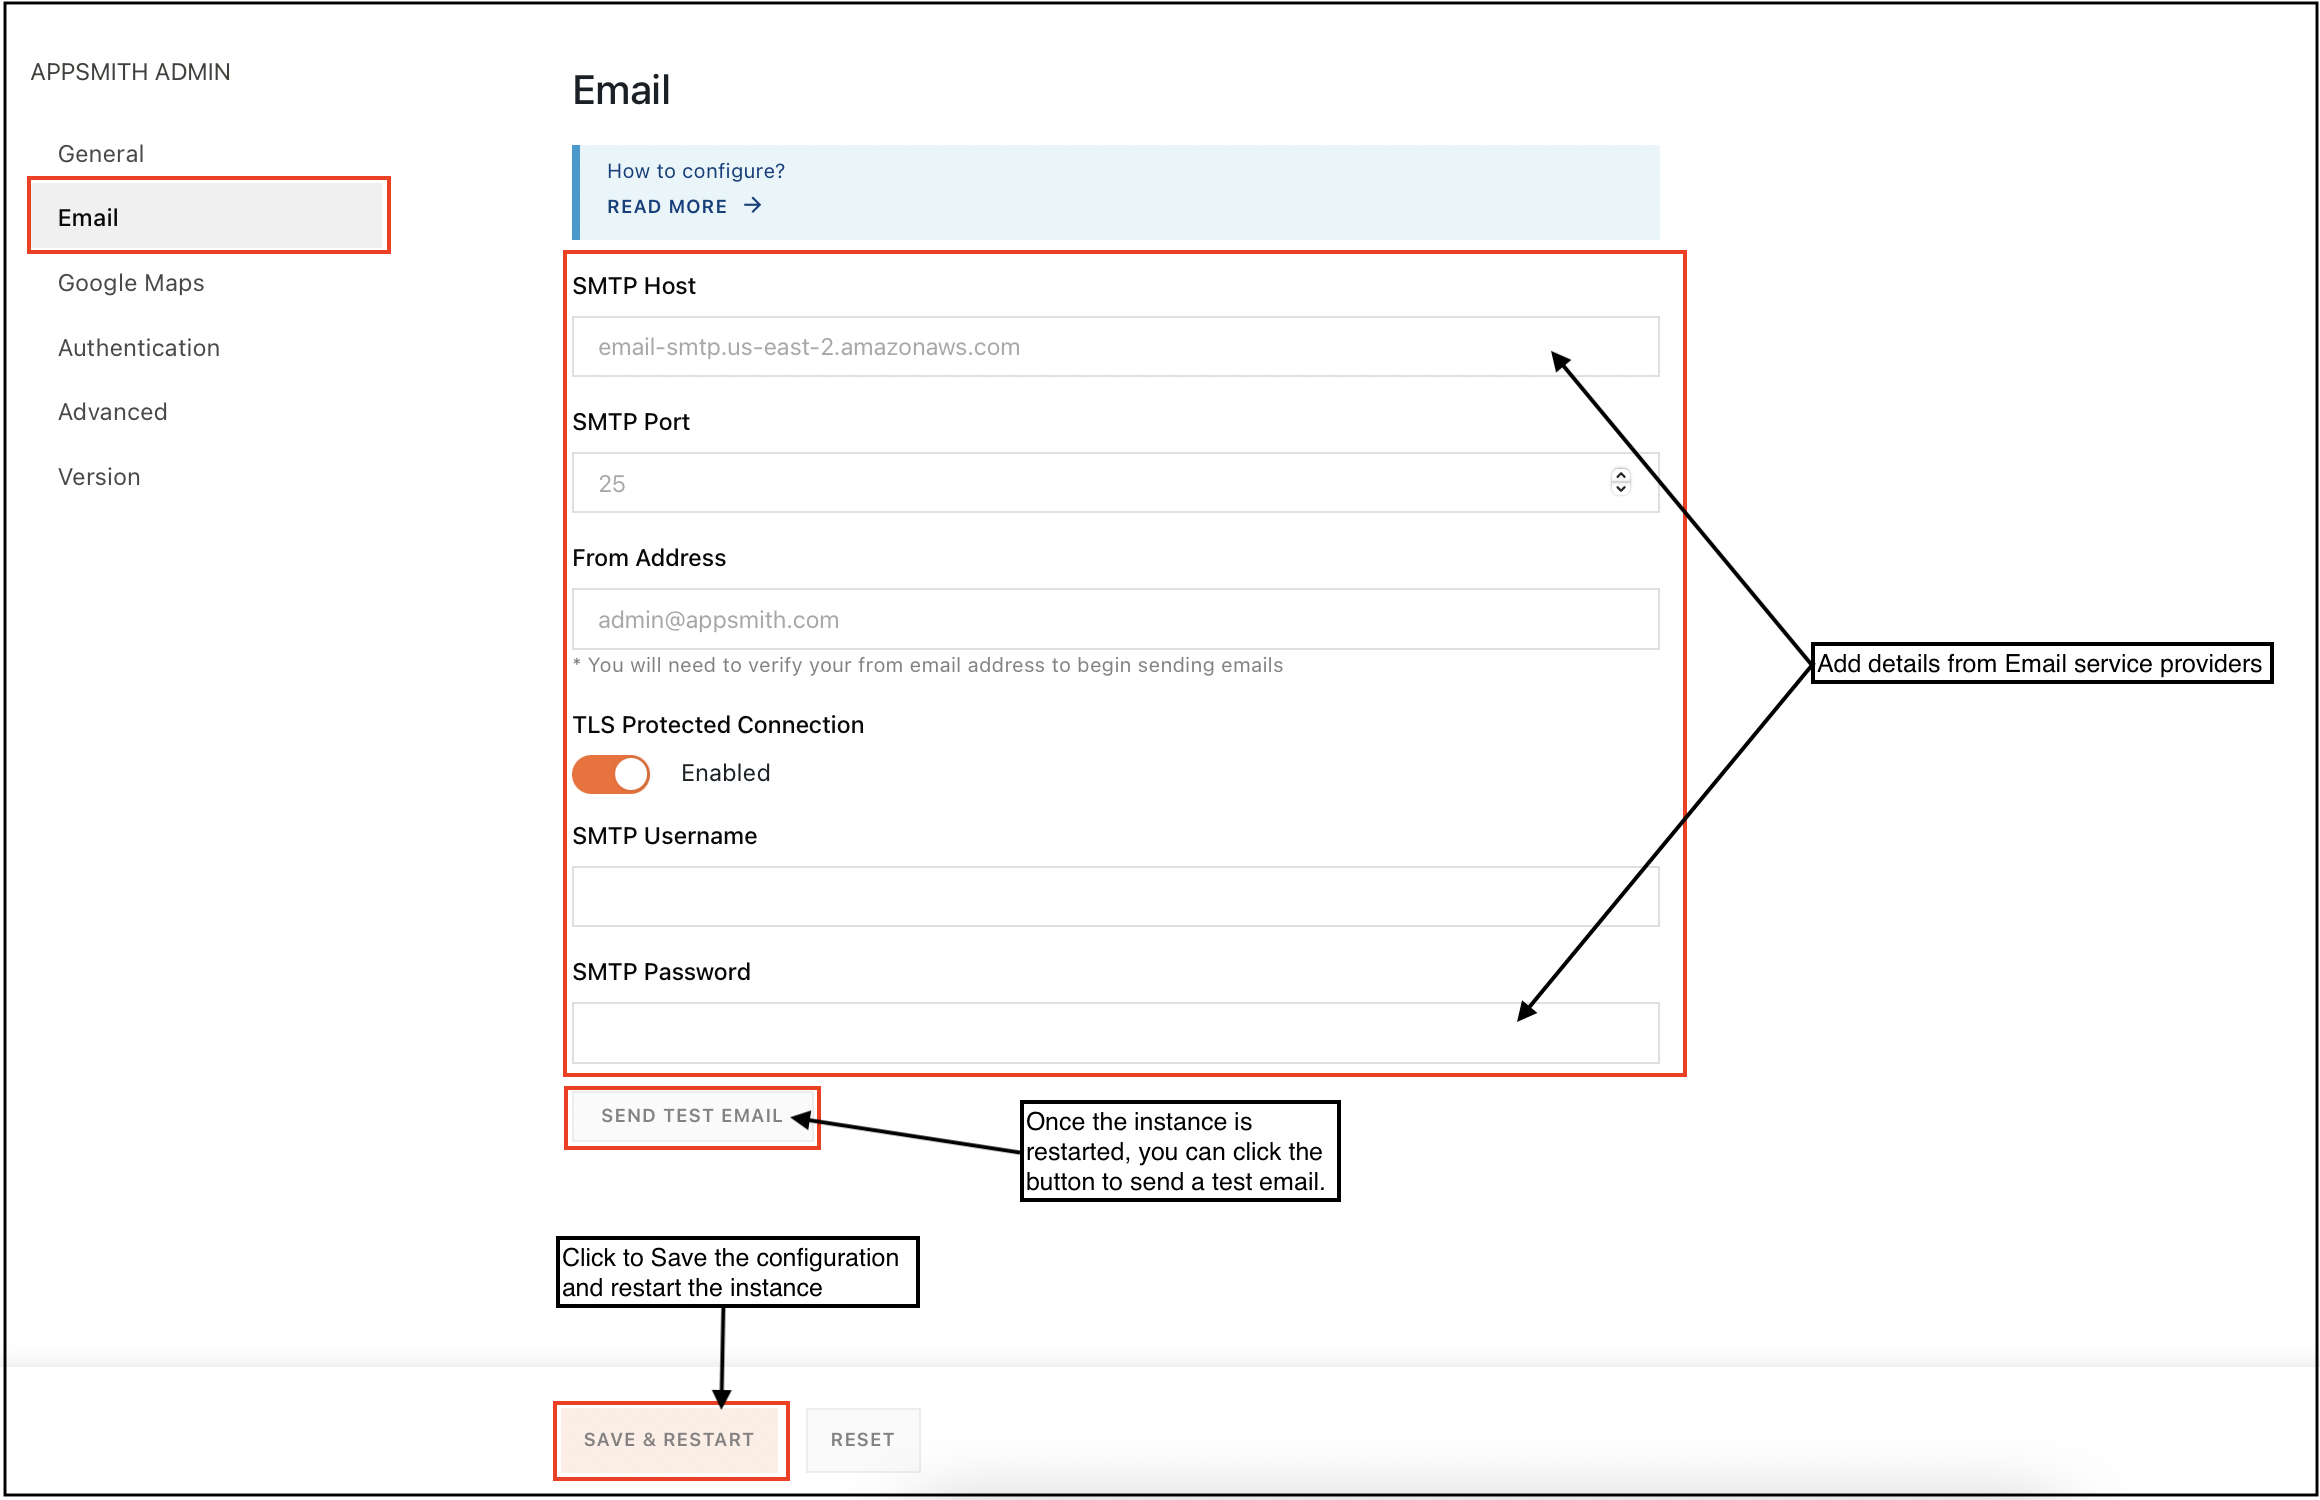 APPSMITH ADMIN
General
Email
Google Maps
Authentication
Advanced
Version
Email
How to configure?
READ MORE →
SMTP Host
email-smtp.us-east-2.amazonaws.com
SMTP Port
25
From Address
admin@appsmith.com
* You will need to verify your from email address to begin sending emails
TLS Protected Connection
Enabled
SMTP Username
SMTP Password
Add details from Email service providers
SEND TEST EMAIL
Once the instance is
restarted, you can click the
button to send a test email.
Click to Save the configuration
and restart the instance
SAVE & RESTART
RESET